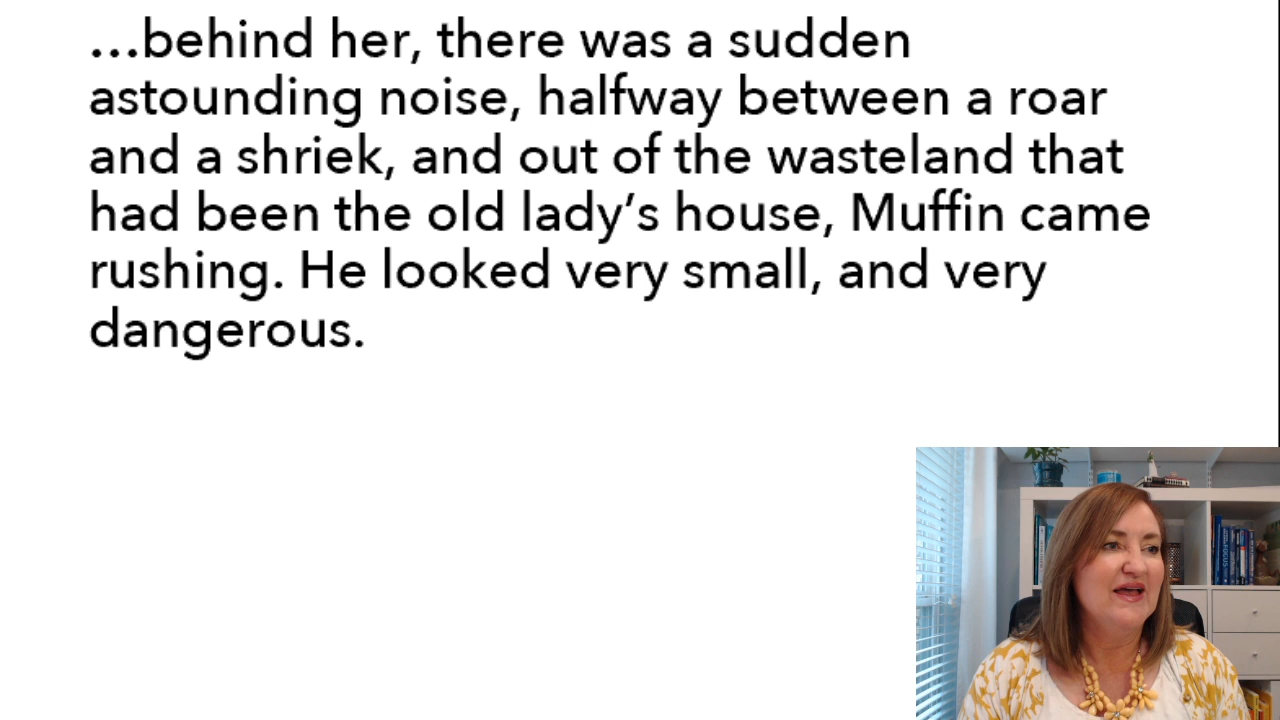 …behind her, there was a sudden
astounding noise, halfway between a roar
and a shriek, and out of the wasteland that
had been the old lady’s house, Muffin came
rushing. He looked very small, and very
dangerous.